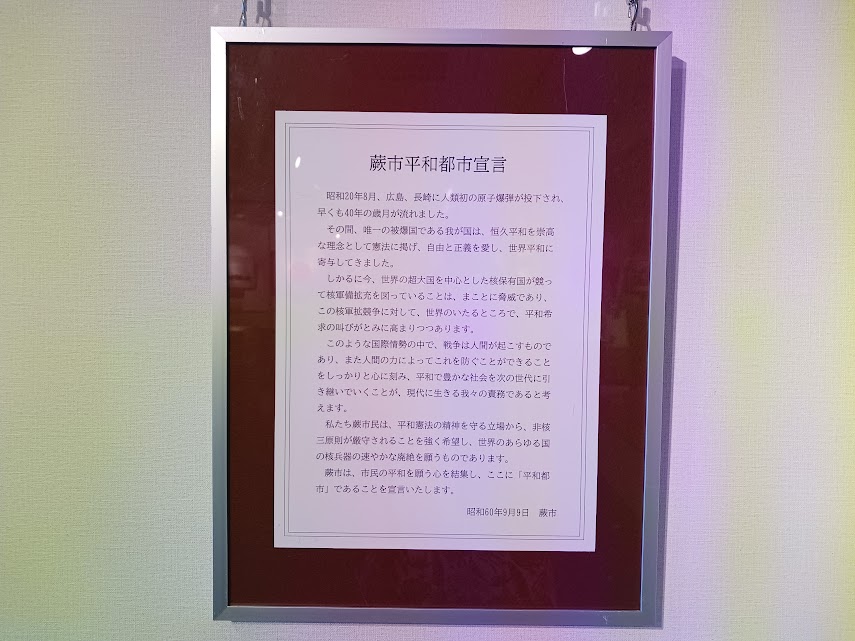 蕨市平和都市宣言
昭和20年8月、広島、長崎に人類初の原子爆弾が投下され、
早くも40年の歳月が流れました。
その間、唯一の被爆国である我が国は、恒久平和を崇高
な理念として憲法に掲げ、自由と正義を愛し、世界平和に
寄与してきました。
しかるに今、世界の超大国を中心とした核保有国が競っ
て核軍備拡充を図っていることは、まことに脅威であり、
この核軍拡競争に対して、世界のいたるところで、平和希
求の叫びがとみに高まりつつあります。
このような国際情勢の中で、戦争は人間が起こすもので
あり、また人間の力によってこれを防ぐことができること
をしっかりと心に刻み、平和で豊かな社会を次の世代に引
き継いでいくことが、現代に生きる我々の責務であると考
えます。
私たち蕨市民は、平和憲法の精神を守る立場から、非核
三原則が厳守されることを強く希望し、世界のあらゆる国
の核兵器の速やかな廃絶を願うものであります。
蕨市は、市民の平和を願う心を結集し、ここに「平和都
市」であることを宣言いたします。
昭和60年9月9日　蕨市